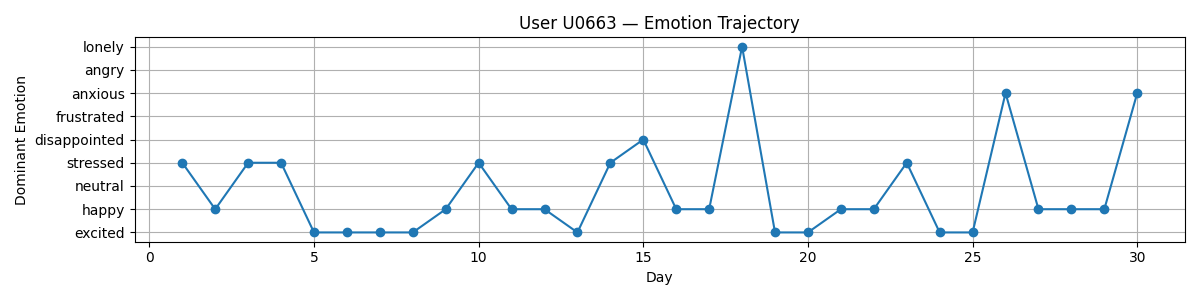 User U0663 — Emotion Trajectory
Dominant Emotion
lonely
angry
anxious
frustrated
disappointed
stressed
neutral
happy
excited
0 5 10 15 20 25 30
Day